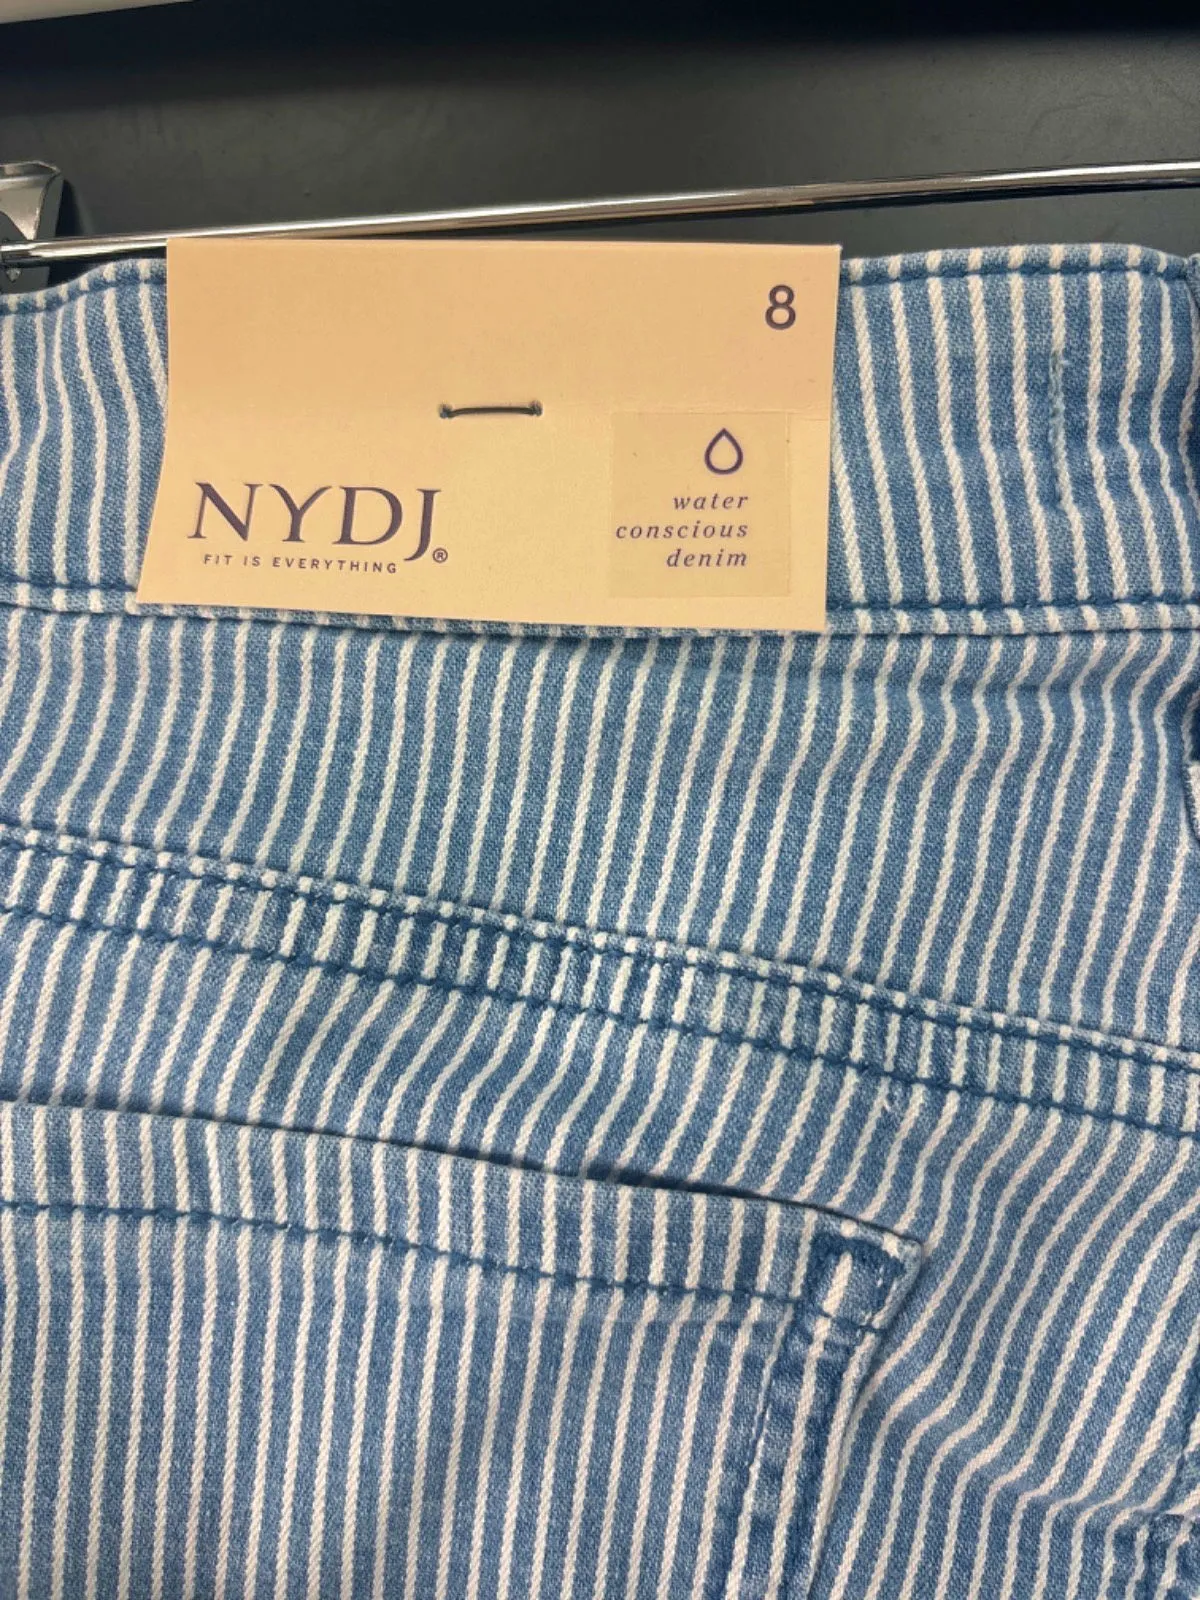 8
NYDJ®
FIT IS EVERYTHING
water
conscious
denim